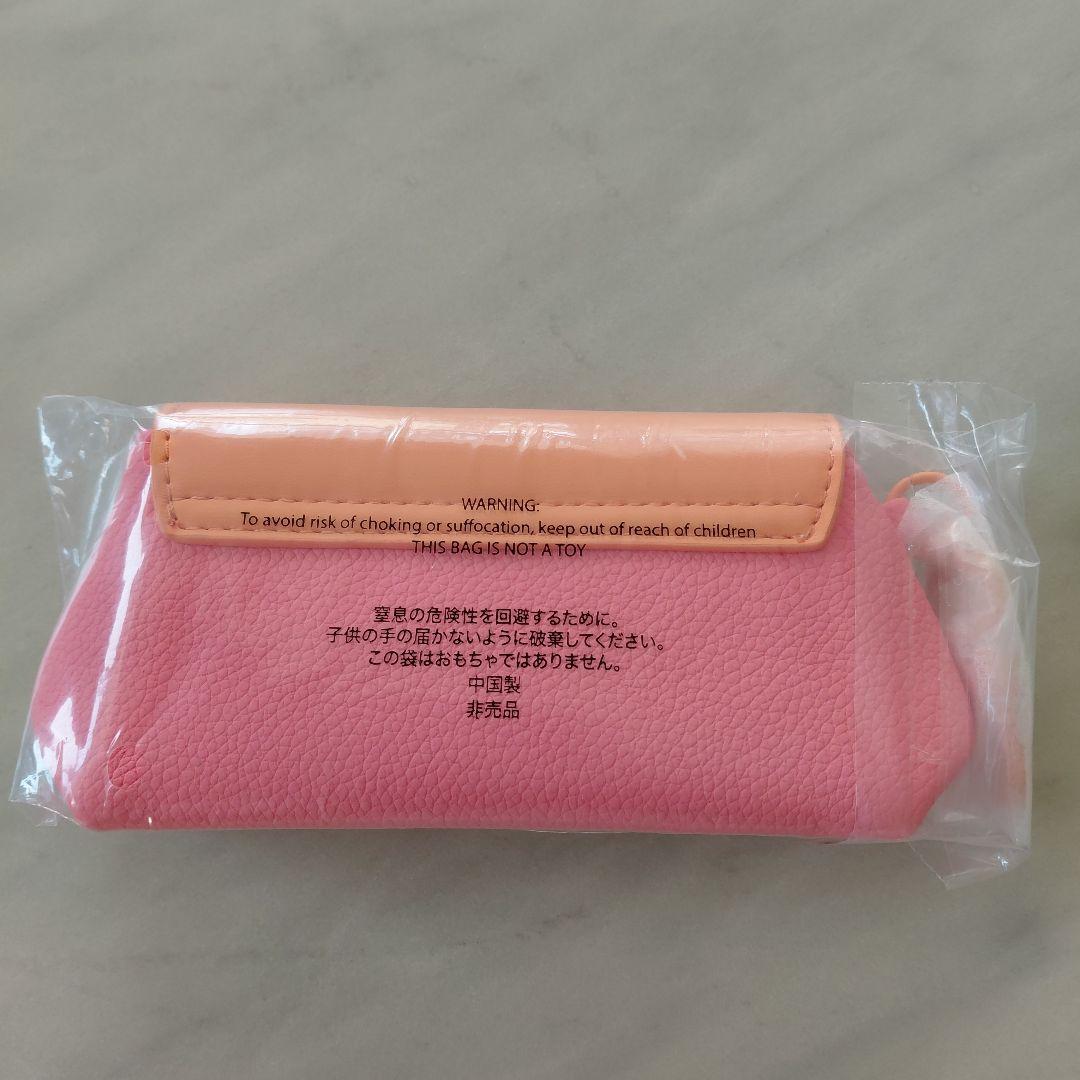 WARNING:
To avoid risk of choking or suffocation, keep out of reach of children
THIS BAG IS NOT A TOY
窒息の危険性を回避するために。
子供の手の届かないように破棄してください。
この袋はおもちゃではありません。
中国製
非売品